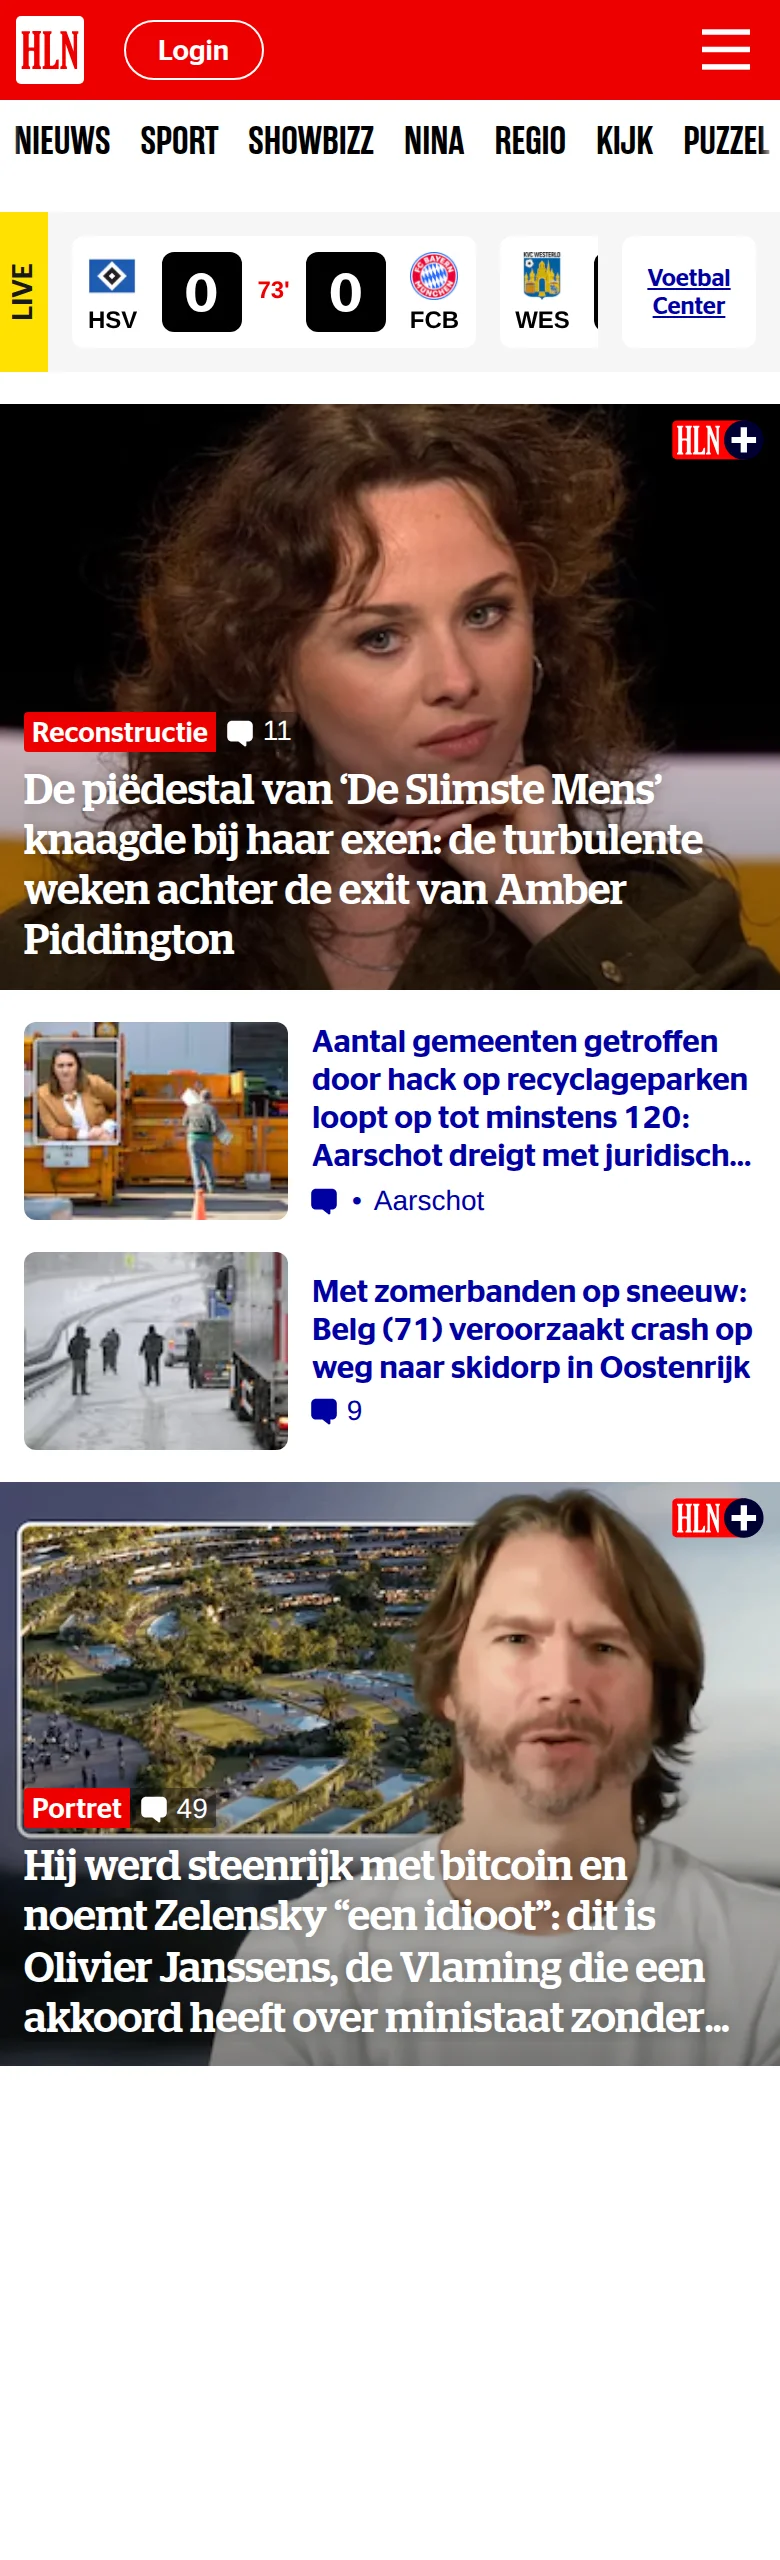 HLN
Login
NIEUWS SPORT SHOWBIZZ NINA REGIO KIJK PUZZEL
LIVE
HSV
0
73'
0
FC BAYERN
MÜNCHEN
FCB
KVC WESTERLO
WES
Voetbal
Center
HLN+
Reconstructie 11
De piëdestal van ‘De Slimste Mens’
knaagde bij haar exen: de turbulente
weken achter de exit van Amber
Piddington
Aantal gemeenten getroffen
door hack op recyclageparken
loopt op tot minstens 120:
Aarschot dreigt met juridisch...
• Aarschot
Met zomerbanden op sneeuw:
Belg (71) veroorzaakt crash op
weg naar skidorp in Oostenrijk
9
HLN+
Portret 49
Hij werd steenrijk met bitcoin en
noemt Zelensky “een idioot”: dit is
Olivier Janssens, de Vlaming die een
akkoord heeft over ministaat zonder...